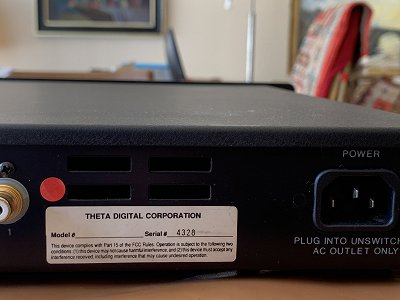 POWER
THETA DIGITAL CORPORATION
Model # Serial # 4320
This device complies with Part 15 of the FCC Rules. Operation is subject to the following two
conditions: (1) this device may not cause harmful interference, and (2) this device must accept any
interference received, including interference that may cause undesired operation.
1
PLUG INTO UNSWITCH
AC OUTLET ONLY